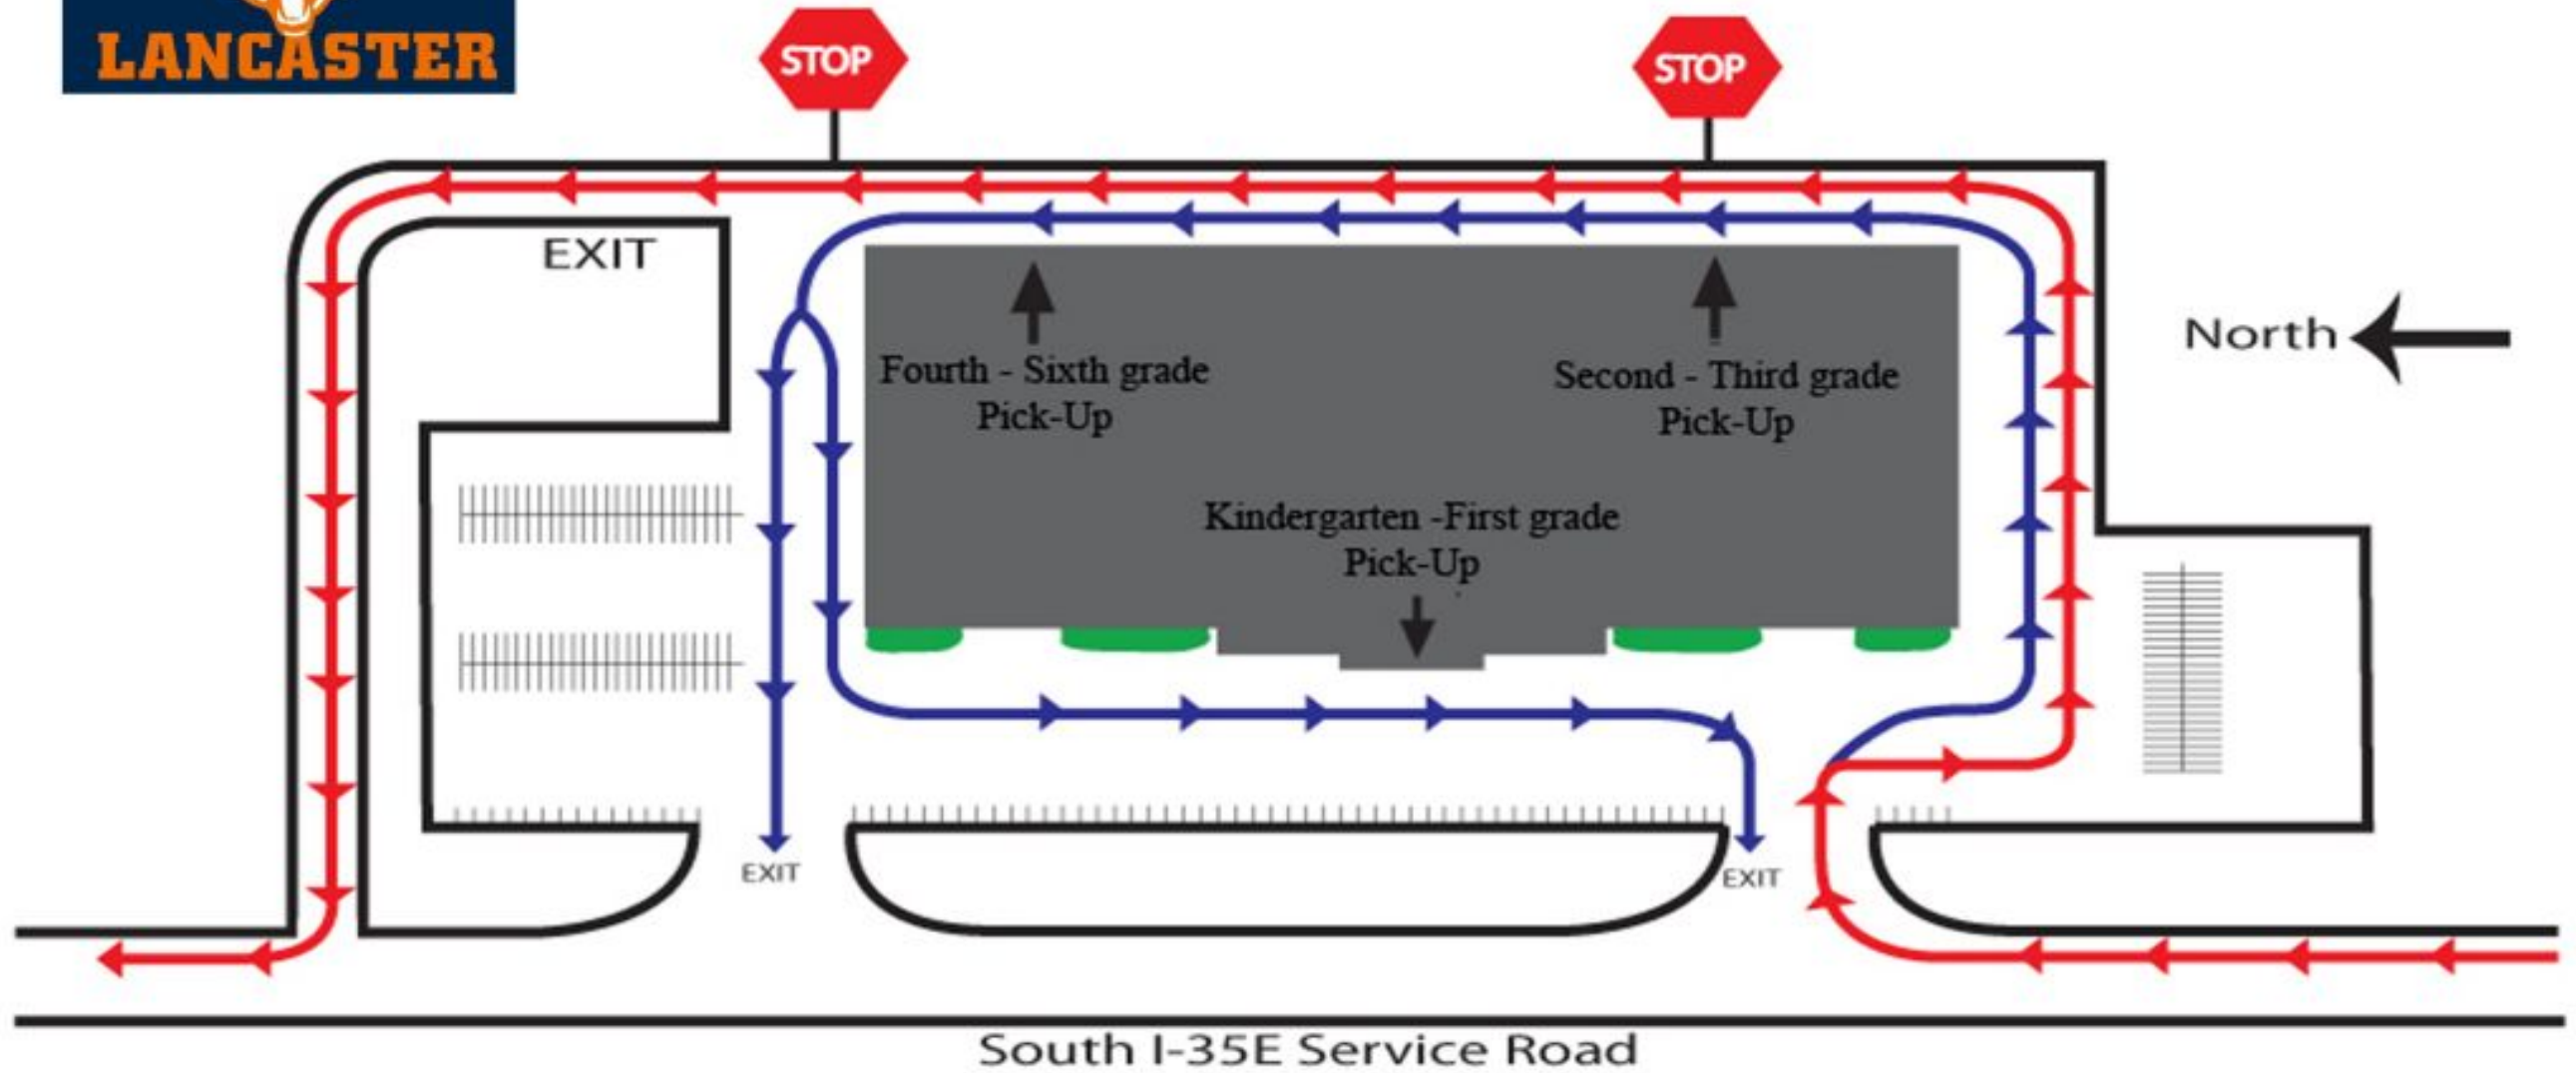 LANCASTER
STOP
STOP
EXIT
North
Fourth - Sixth grade
Pick-Up
Second - Third grade
Pick-Up
Kindergarten -First grade
Pick-Up
EXIT
EXIT
South I-35E Service Road